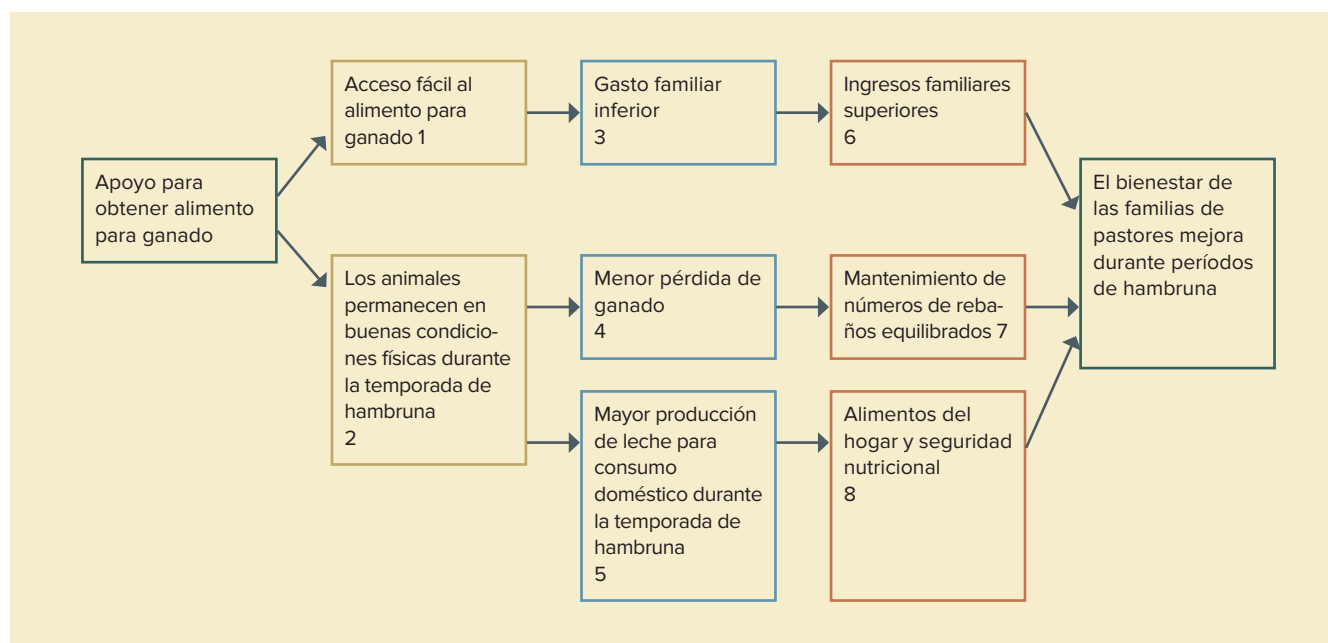 Apoyo para
obtener alimento
para ganado
Acceso fácil al
alimento para
ganado 1
Gasto familiar
inferior
3
Ingresos familiares
superiores
6
Los animales
permanecen en
buenas condicio-
nes físicas durante
la temporada de
hambruna
2
Menor pérdida de
ganado
4
Mantenimiento de
números de reba-
ños equilibrados 7
Mayor producción
de leche para
consumo
doméstico durante
la temporada de
hambruna
5
Alimentos del
hogar y seguridad
nutricional
8
El bienestar de
las familias de
pastores mejora
durante períodos
de hambruna